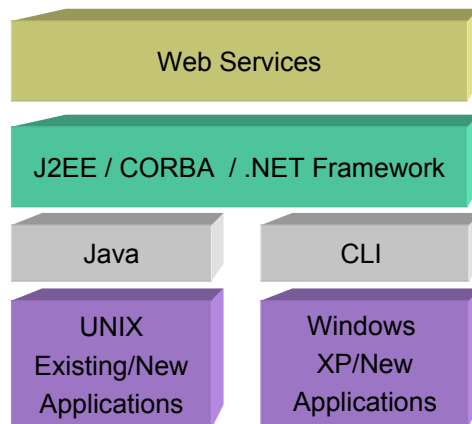 Web Services
J2EE / CORBA / .NET Framework
Java
CLI
UNIX
Existing/New
Applications
Windows
XP/New
Applications